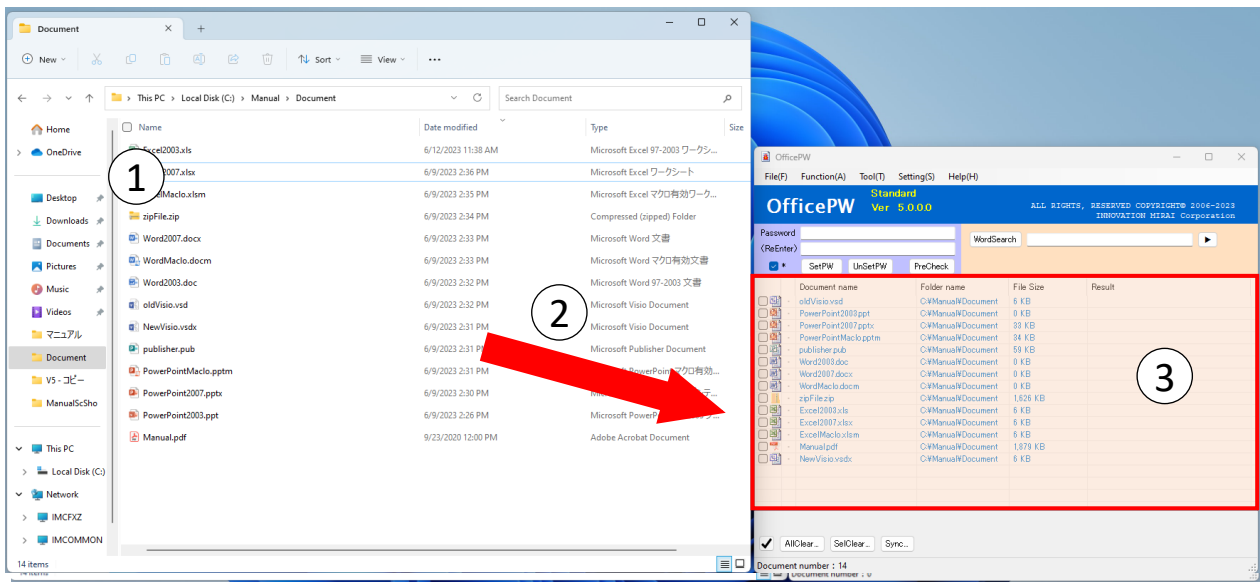 Document
New
Sort
View
This PC > Local Disk (C:) > Manual > Document
Search Document
Home
OneDrive
Desktop
Downloads
Documents
Pictures
Music
Videos
マニュアル
Document
V5 - コピー
ManualScSho
This PC
Local Disk (C:)
Network
IMCFXZ
IMCOMMON
14 items
Name Date modified Type Size
Excel2003.xls 6/12/2023 11:38 AM Microsoft Excel 97-2003 ワークシ...
2007.xlsx 6/9/2023 2:36 PM Microsoft Excel ワークシート
elMaclo.xlsm 6/9/2023 2:35 PM Microsoft Excel マクロ有効ワーク...
zipFile.zip 6/9/2023 2:34 PM Compressed (zipped) Folder
Word2007.docx 6/9/2023 2:33 PM Microsoft Word 文書
WordMaclo.docm 6/9/2023 2:33 PM Microsoft Word マクロ有効文書
Word2003.doc 6/9/2023 2:32 PM Microsoft Word 97-2003 文書
oldVisio.vsd 6/9/2023 2:32 PM Microsoft Visio Document
NewVisio.vsdx 6/9/2023 2:31 PM Microsoft Visio Document
publisher.pub 6/9/2023 2:31 PM Microsoft Publisher Document
PowerPointMaclo.pptm 6/9/2023 2:31 PM Microsoft PowerPoint マクロ有効...
PowerPoint2007.pptx 6/9/2023 2:30 PM
PowerPoint2003.ppt 6/9/2023 2:26 PM Microsoft PowerP
Manual.pdf 9/23/2020 12:00 PM Adobe Acrobat Document
1
2
3
OfficePW
File(F) Function(A) Tool(T) Setting(S) Help(H)
OfficePW Standard
Ver 5.0.0.0
ALL RIGHTS, RESERVED COPYRIGHT© 2006-2023
INNOVATION MIRAI Corporation
Password
(ReEnter)
* SetPW UnSetPW PreCheck
WordSearch
Document name Folder name File Size Result
oldVisio.vsd C:¥Manual¥Document 6 KB
PowerPoint2003.ppt C:¥Manual¥Document 0 KB
PowerPoint2007.pptx C:¥Manual¥Document 33 KB
PowerPointMaclo.pptm C:¥Manual¥Document 34 KB
publisher.pub C:¥Manual¥Document 59 KB
Word2003.doc C:¥Manual¥Document 0 KB
Word2007.docx C:¥Manual¥Document 0 KB
WordMaclo.docm C:¥Manual¥Document 0 KB
zipFile.zip C:¥Manual¥Document 1,626 KB
Excel2003.xls C:¥Manual¥Document 6 KB
Excel2007.xlsx C:¥Manual¥Document 6 KB
ExcelMaclo.xlsm C:¥Manual¥Document 6 KB
Manual.pdf C:¥Manual¥Document 1,879 KB
NewVisio.vsdx C:¥Manual¥Document 6 KB
AllClear... SelClear... Sync...
Document number : 14